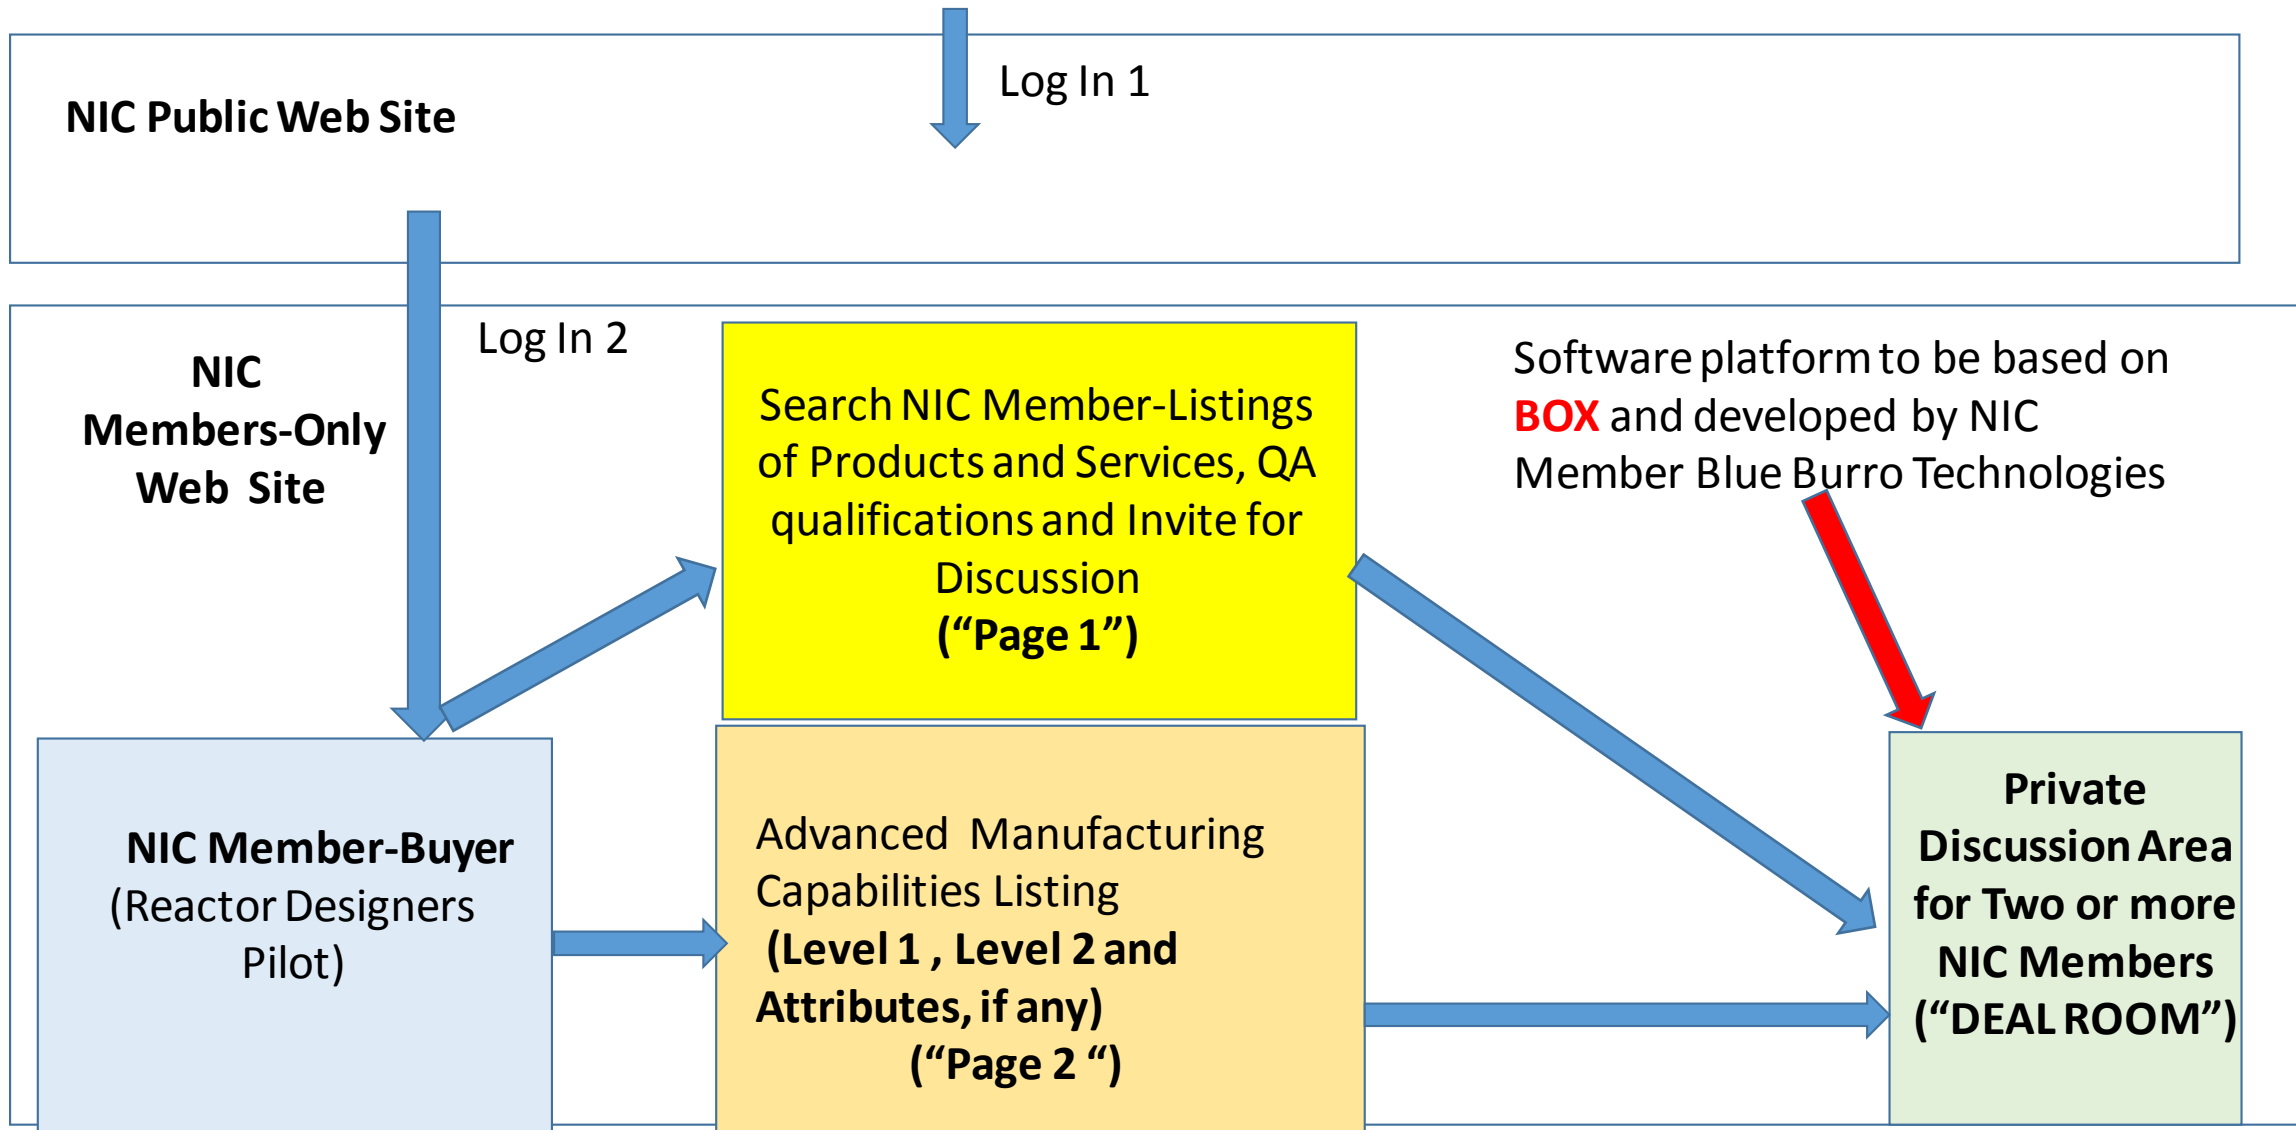 Log In 1
NIC Public Web Site
Log In 2
NIC
Members-Only
Web Site
Search NIC Member-Listings
of Products and Services, QA
qualifications and Invite for
Discussion
(“Page 1”)
Software platform to be based on
BOX and developed by NIC
Member Blue Burro Technologies
NIC Member-Buyer
(Reactor Designers
Pilot)
Advanced Manufacturing
Capabilities Listing
(Level 1 , Level 2 and
Attributes, if any)
(“Page 2 “)
Private
Discussion Area
for Two or more
NIC Members
(“DEAL ROOM”)